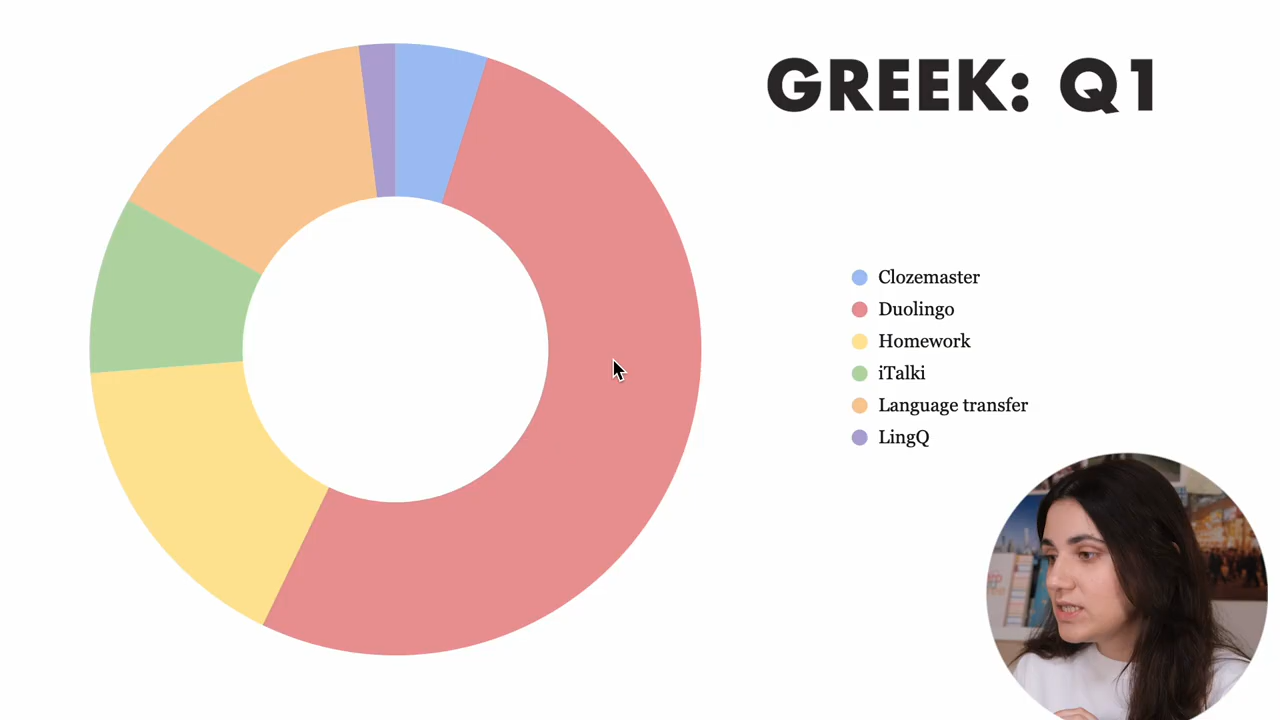 GREEK: Q1
Clozemaster
Duolingo
Homework
iTalki
Language transfer
LingQ